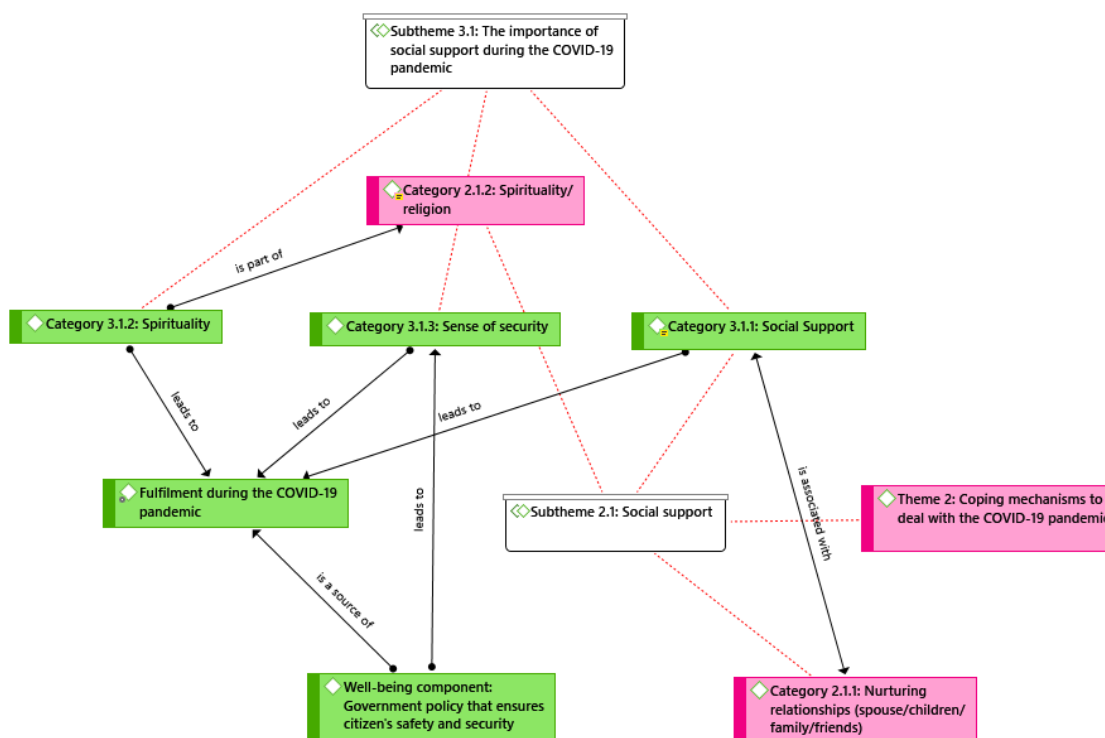 Subtheme 3.1: The importance of
social support during the COVID-19
pandemic
Category 2.1.2: Spirituality/
religion
is part of
Category 3.1.2: Spirituality
Category 3.1.3: Sense of security
Category 3.1.1: Social Support
leads to
leads to
leads to
is associated with
Fulfilment during the COVID-19
pandemic
leads to
Subtheme 2.1: Social support
Theme 2: Coping mechanisms to
deal with the COVID-19 pandemic
is a source of
Well-being component:
Government policy that ensures
citizen's safety and security
Category 2.1.1: Nurturing
relationships (spouse/children/
family/friends)